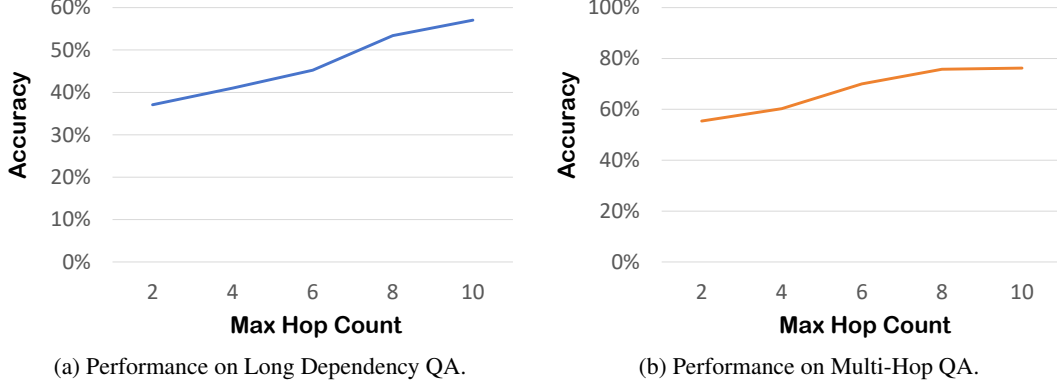 60%
50%
40%
30%
20%
10%
0%
Accuracy
2 4 6 8 10
Max Hop Count
(a) Performance on Long Dependency QA.
100%
80%
60%
40%
20%
0%
Accuracy
2 4 6 8 10
Max Hop Count
(b) Performance on Multi-Hop QA.